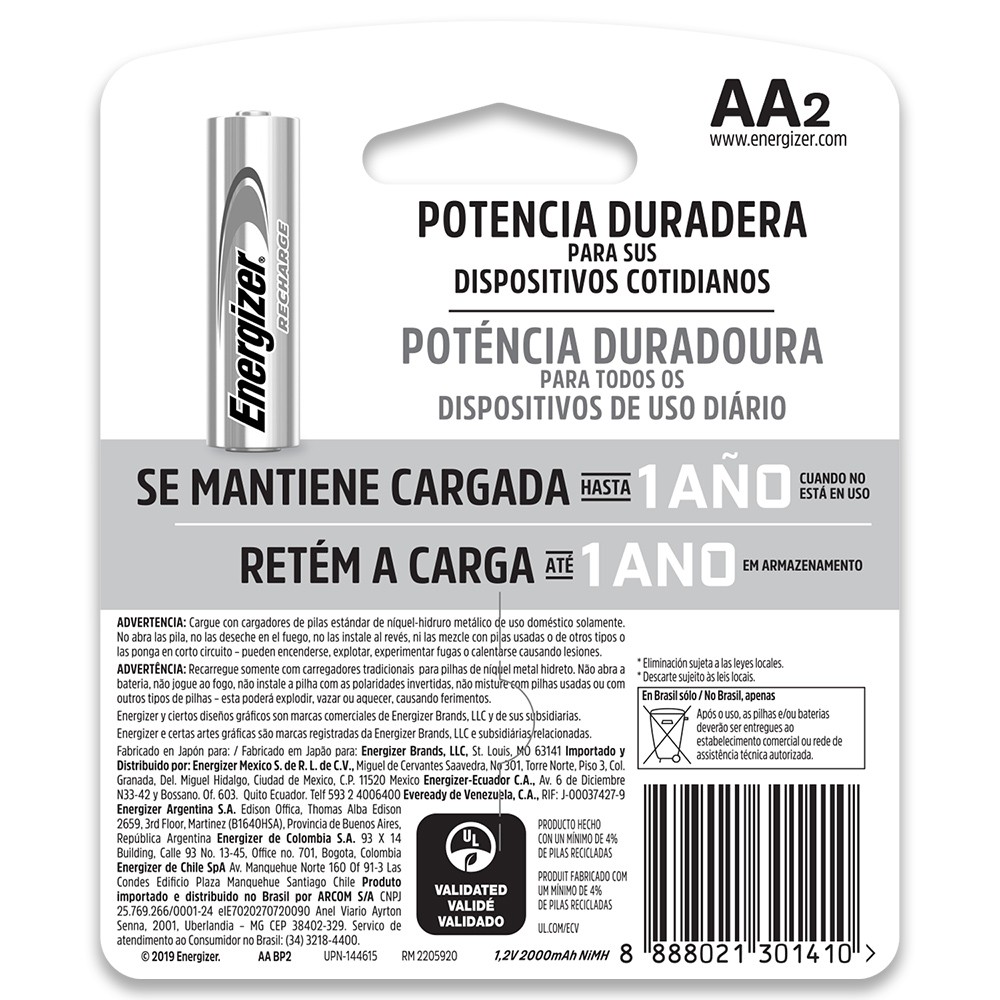 AA2
www.energizer.com
Energizer®
RECHARGE
POTENCIA DURADERA
PARA SUS
DISPOSITIVOS COTIDIANOS
POTÉNCIA DURADOURA
PARA TODOS OS
DISPOSITIVOS DE USO DIÁRIO
SE MANTIENE CARGADA HASTA 1 AÑO CUANDO NO
ESTÁ EN USO
RETÉM A CARGA ATÉ 1 ANO EM ARMAZENAMENTO
ADVERTENCIA: Cargue con cargadores de pilas estándar de níquel-hidruro metálico de uso doméstico solamente.
No abra las pila, no las deseche en el fuego, no las instale al revés, ni las mezcle con pilas usadas o de otros tipos o
las ponga en corto circuito – pueden encenderse, explotar, experimentar fugas o calentarse causando lesiones.
ADVERTÊNCIA: Recarregue somente com carregadores tradicionais para pilhas de níquel metal hidreto. Não abra a
bateria, não jogue ao fogo, não instale a pilha com as polaridades invertidas, não misture com pilhas usadas ou com
outros tipos de pilhas – esta poderá explodir, vazar ou aquecer, causando ferimentos.
Energizer y ciertos diseños gráficos son marcas comerciales de Energizer Brands, LLC y de sus subsidiarias.
Energizer e certas artes gráficas são marcas registradas da Energizer Brands, LLC e subsidiárias relacionadas.
Fabricado en Japón para: / Fabricado em Japão para: Energizer Brands, LLC, St. Louis, MO 63141 Importado y
Distribuido por: Energizer Mexico S. de R. L. de C.V., Miguel de Cervantes Saavedra, No 301, Torre Norte, Piso 3, Col.
Granada, Del. Miguel Hidalgo, Ciudad de Mexico, C.P. 11520 Mexico Energizer-Ecuador C.A., Av. 6 de Diciembre
N33-42 y Bossano. Of. 603. Quito Ecuador. Telf 593 2 4006400 Eveready de Venezuela, C.A., RIF: J-00037427-9
Energizer Argentina S.A. Edison Office, Thomas Alba Edison
2659, 3rd Floor, Martinez (B1640HSA), Provincia de Buenos Aires,
República Argentina Energizer de Colombia S.A. 93 X 14
Building, Calle 93 No. 13-45, Office no. 701, Bogota, Colombia
Energizer de Chile SpA Av. Manquehue Norte 160 Of 91-3 Las
Condes Edificio Plaza Manquehue Santiago Chile Produto
importado e distribuido no Brasil por ARCOM S/A CNPJ
25.769.266/0001-24 eIE7020270720090 Anel Viario Ayrton
Senna, 2001, Uberlandia - MG CEP 38402-329. Servico de
atendimento ao Consumidor no Brasil: (34) 3218-4400.
© 2019 Energizer. AA BP2 UPN-144615 RM 2205920 1,2V 2000mAh NiMH
UL
VALIDATED
VALIDÉ
VALIDADO
PRODUCTO HECHO
CON UN MÍNIMO DE 4%
DE PILAS RECICLADAS
PRODUIT FABRICADO COM
UM MÍNIMO DE 4%
DE PILHAS RECICLADAS
UL.COM/ECV
* Eliminación sujeta a las leyes locales.
* Descarte sujeito às leis locais.
En Brasil sólo / No Brasil, apenas
Após o uso, as pilhas e/ou baterias
deverão ser entregues ao
estabelecimento comercial ou rede de
assistência técnica autorizada.
8 888021 301410 >